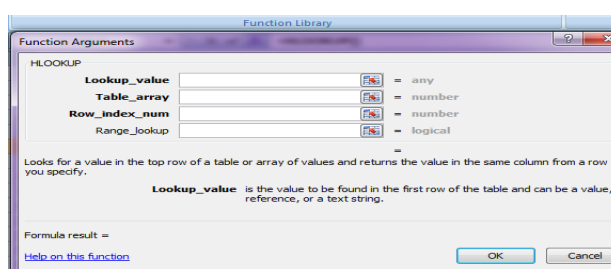 Function Library
Function Arguments
HLOOKUP
Lookup_value = any
Table_array = number
Row_index_num = number
Range_lookup = logical
=
Looks for a value in the top row of a table or array of values and returns the value in the same column from a row
you specify.
Lookup_value is the value to be found in the first row of the table and can be a value,
reference, or a text string.
Formula result =
Help on this function
OK Cancel